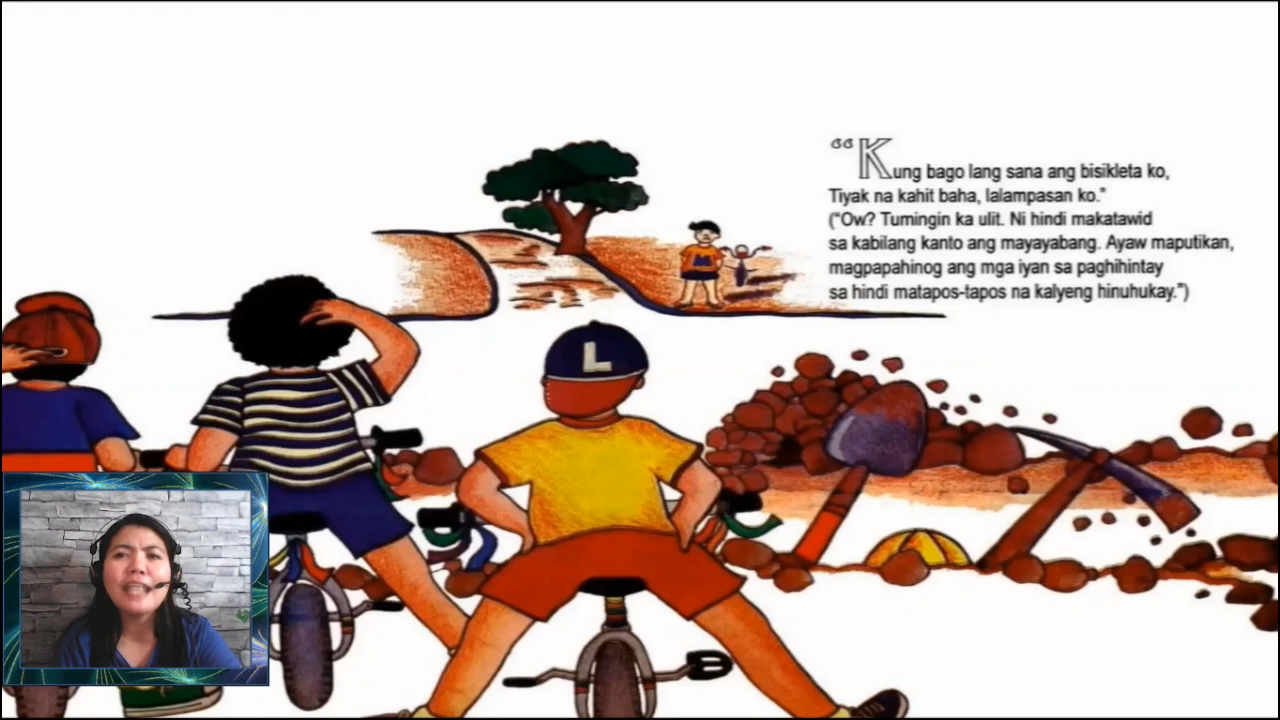 “Kung bago lang sana ang bisikleta ko,
Tiyak na kahit baha, lalampasan ko.”
(“Ow? Tumingin ka ulit. Ni hindi makatawid
sa kabilang kanto ang mayayabang. Ayaw maputikan,
magpapahinog ang mga iyan sa paghihintay
sa hindi matapos-tapos na kalyeng hinuhukay.”)
M
L